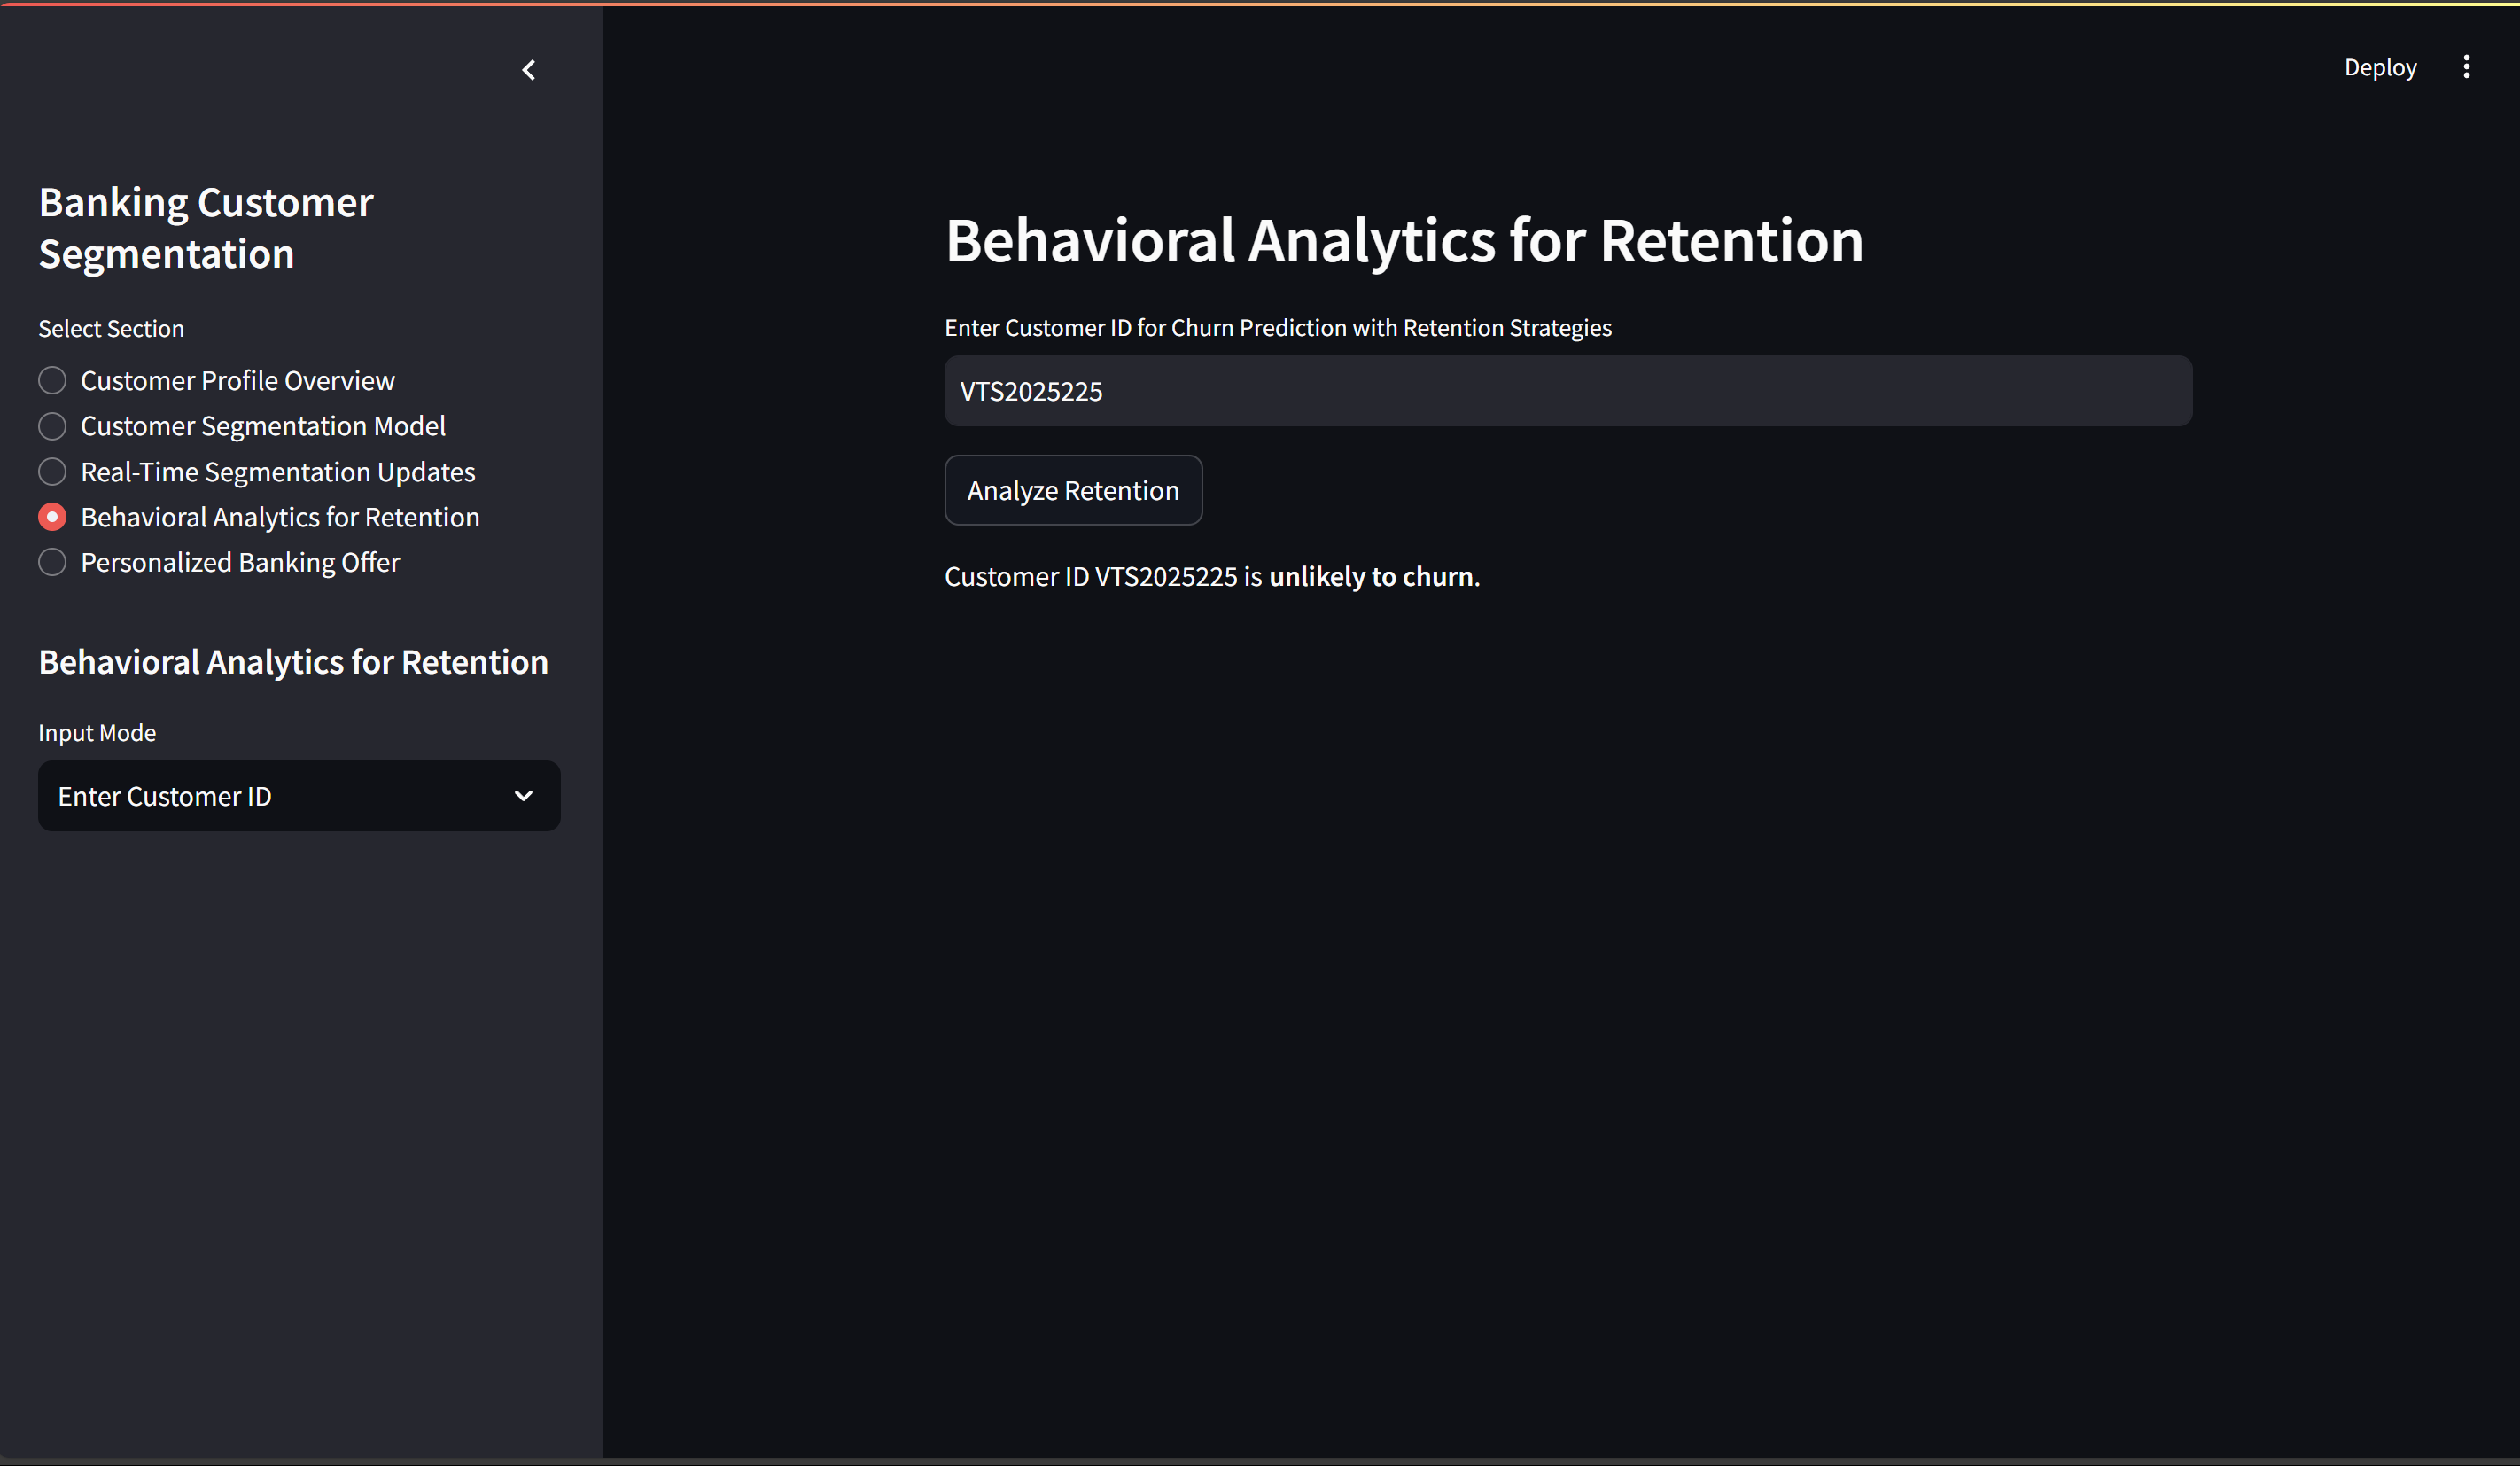 Banking Customer
Segmentation
Select Section
Customer Profile Overview
Customer Segmentation Model
Real-Time Segmentation Updates
Behavioral Analytics for Retention
Personalized Banking Offer
Behavioral Analytics for Retention
Input Mode
Enter Customer ID
Deploy
Behavioral Analytics for Retention
Enter Customer ID for Churn Prediction with Retention Strategies
VTS2025225
Analyze Retention
Customer ID VTS2025225 is unlikely to churn.